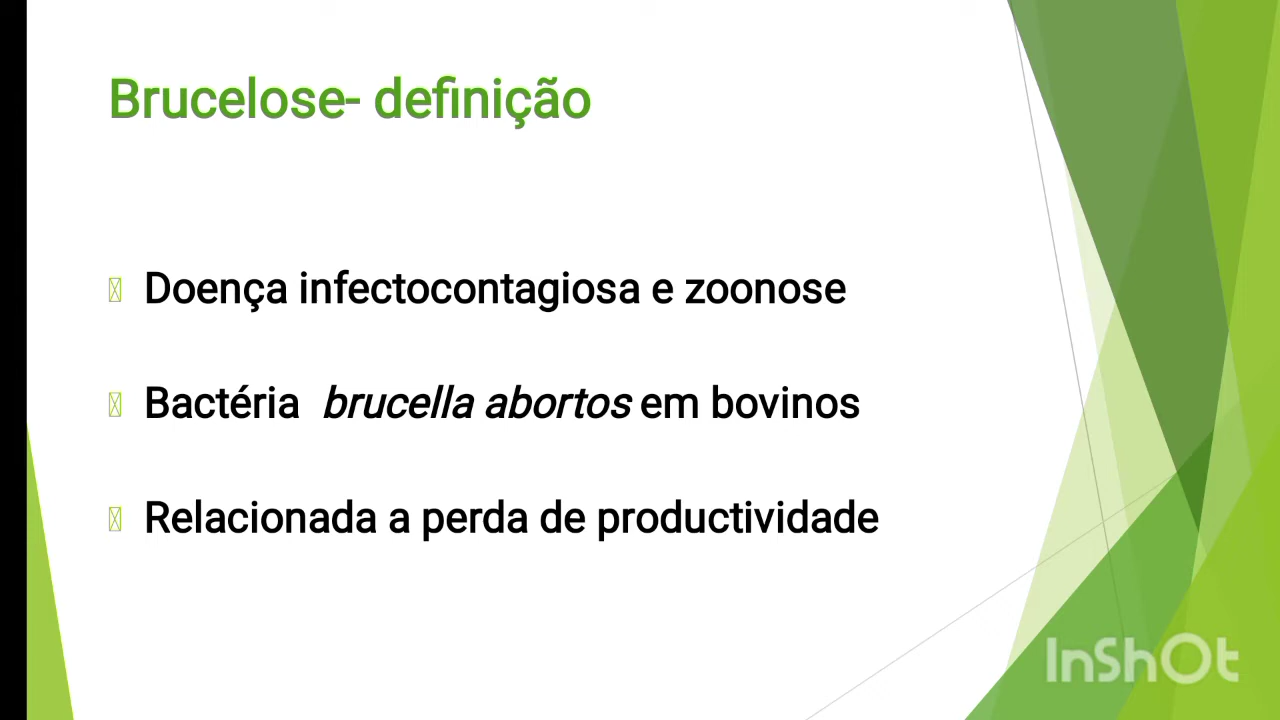 Brucelose- definição
Doença infectocontagiosa e zoonose
Bactéria  brucella abortos em bovinos
Relacionada a perda de productividade
InShOt